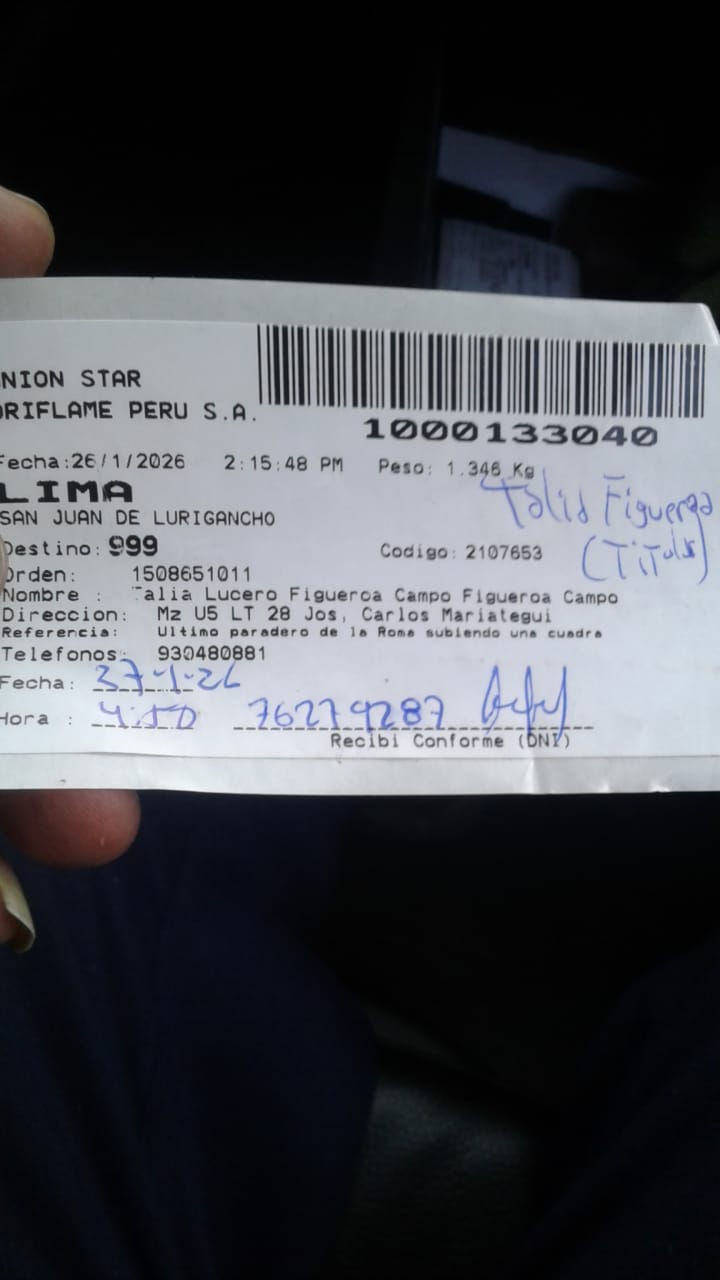 NION STAR
ORIFLAME PERU S.A.
1000133040
Fecha:26/1/2026 2:15:48 PM Peso: 1.346 Kg
LIMA
SAN JUAN DE LURIGANCHO
Talia Figueroa
(Titular)
Destino: 999 Codigo: 2107653
Orden: 1508651011
Nombre : Talia Lucero Figueroa Campo Figueroa Campo
Direccion: Mz U5 LT 28 Jos, Carlos Mariategui
Referencia: Ultimo paradero de la Roma subiendo una cuadra
Telefonos: 930480881
Fecha: 27-1-26
Hora : 4:50 76279287
Recibi Conforme (DNI)